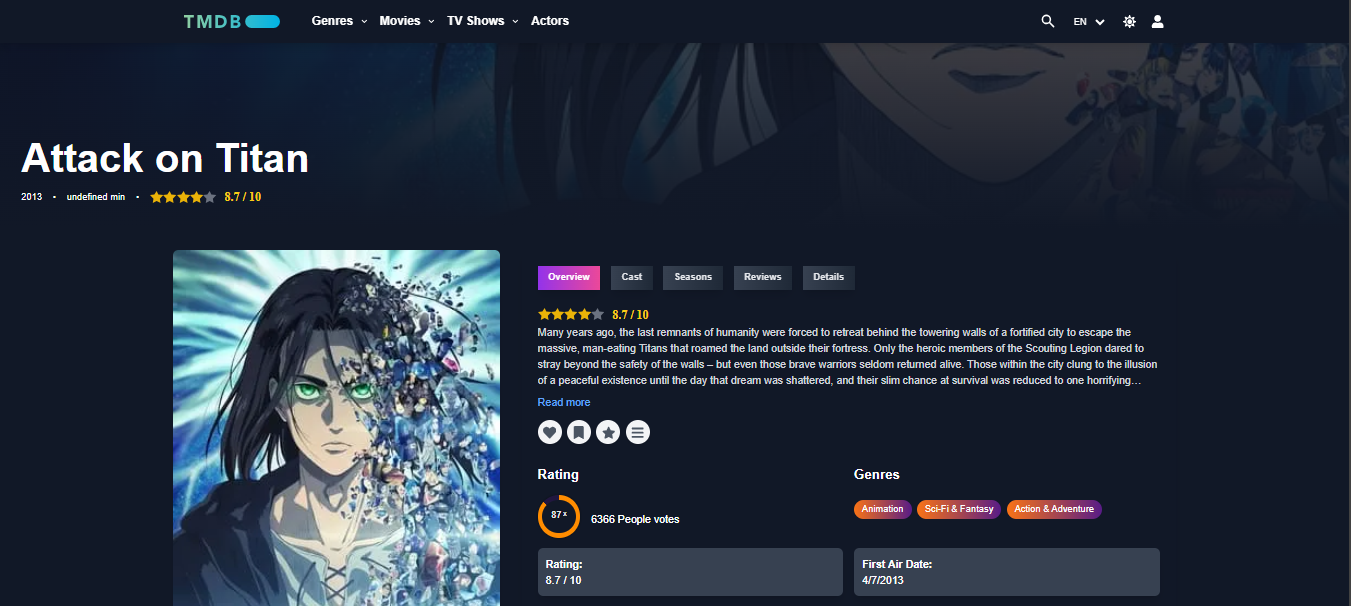 TMDB Genres Movies TV Shows Actors EN
Attack on Titan
2013 • undefined min • 8.7 / 10
Overview Cast Seasons Reviews Details
8.7 / 10
Many years ago, the last remnants of humanity were forced to retreat behind the towering walls of a fortified city to escape the
massive, man-eating Titans that roamed the land outside their fortress. Only the heroic members of the Scouting Legion dared to
stray beyond the safety of the walls – but even those brave warriors seldom returned alive. Those within the city clung to the illusion
of a peaceful existence until the day that dream was shattered, and their slim chance at survival was reduced to one horrifying…
Read more
Rating Genres
87 x 6366 People votes Animation Sci-Fi & Fantasy Action & Adventure
Rating: First Air Date:
8.7 / 10 4/7/2013